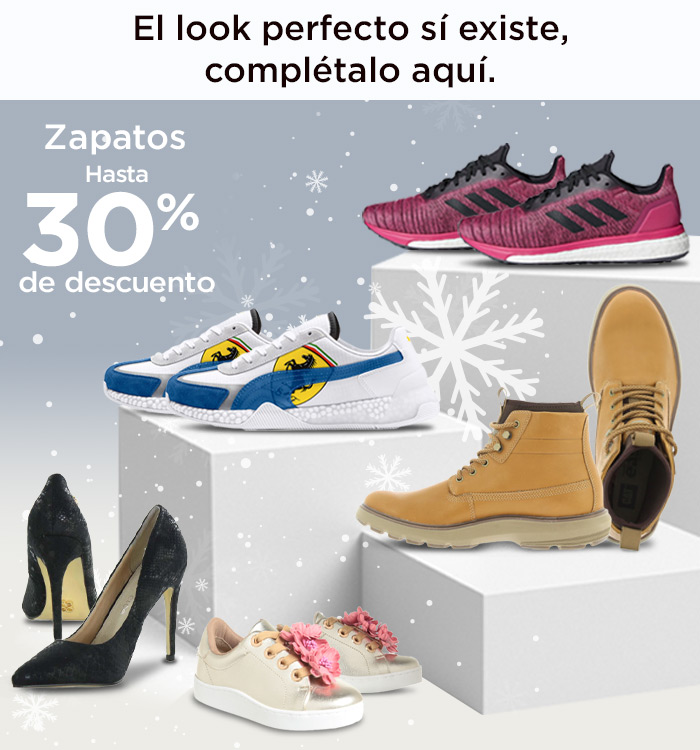 El look perfecto sí existe,
complétalo aquí.
Zapatos
Hasta
30%
de descuento